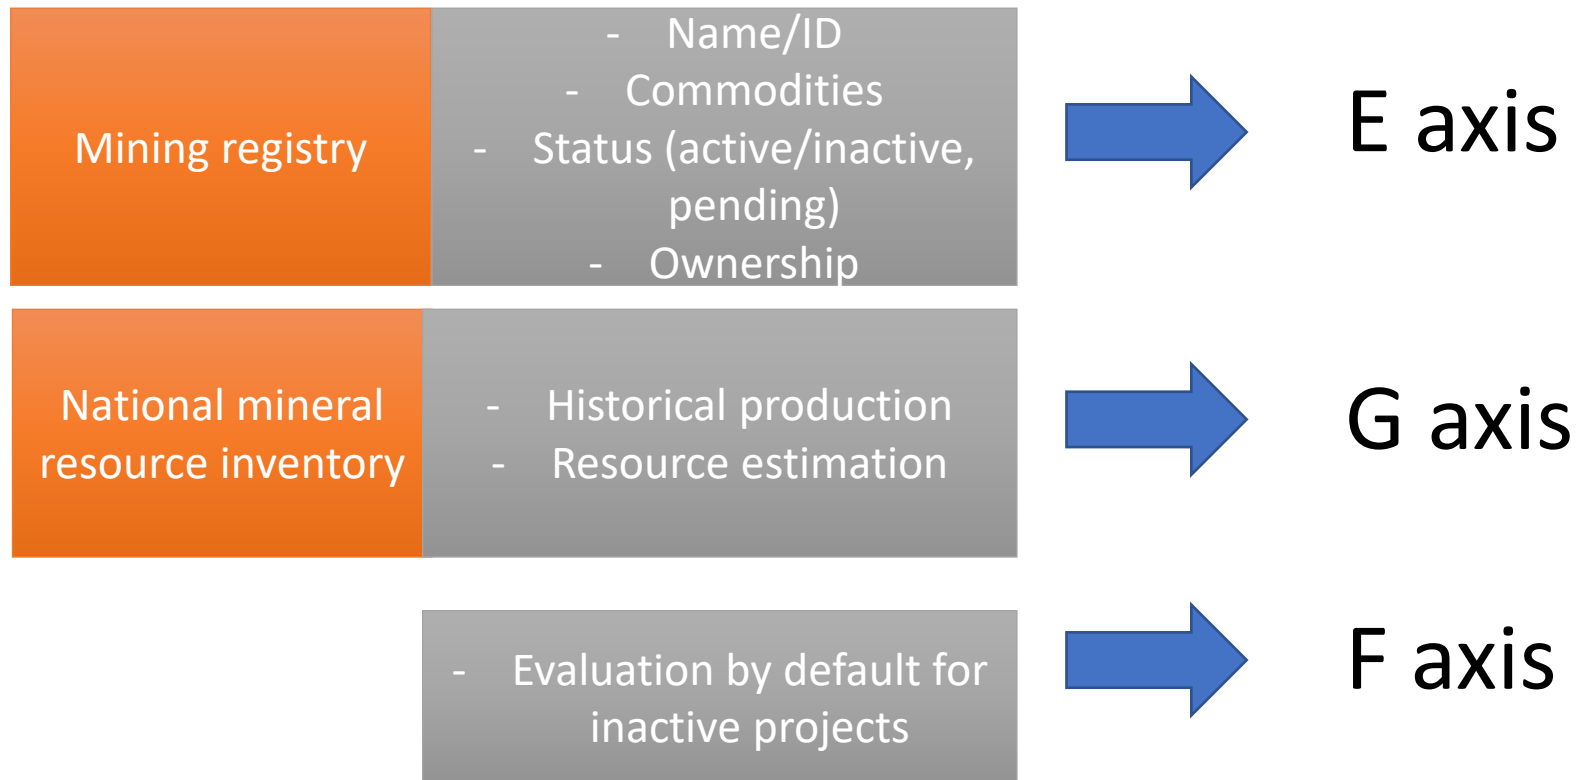 Mining registry
- Name/ID
- Commodities
- Status (active/inactive,
pending)
- Ownership
E axis
National mineral
resource inventory
- Historical production
- Resource estimation
G axis
- Evaluation by default for
inactive projects
F axis